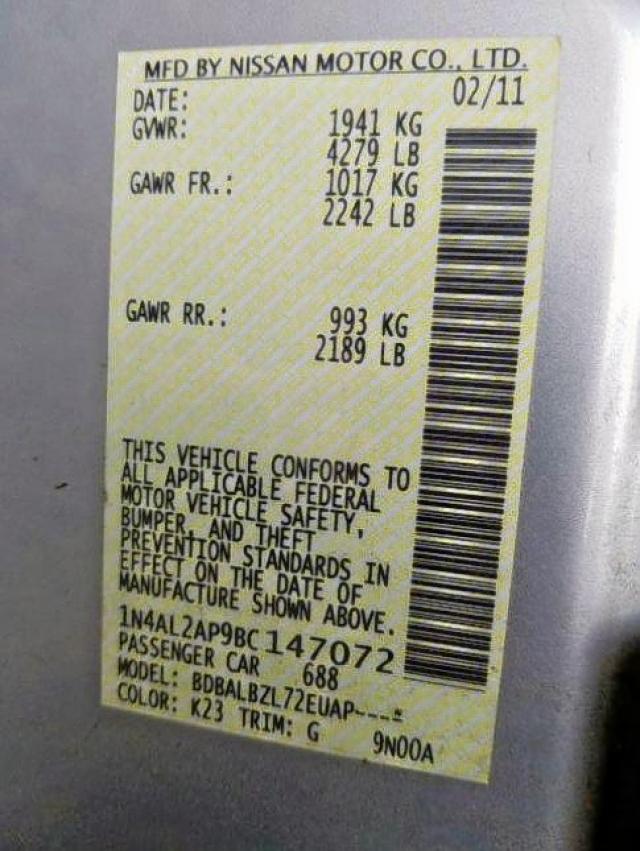 MFD BY NISSAN MOTOR CO., LTD.
DATE: 02/11
GVWR: 1941 KG
4279 LB
GAWR FR.: 1017 KG
2242 LB
GAWR RR.: 993 KG
2189 LB
THIS VEHICLE CONFORMS TO
ALL APPLICABLE FEDERAL
MOTOR VEHICLE SAFETY,
BUMPER, AND THEFT
PREVENTION STANDARDS IN
EFFECT ON THE DATE OF
MANUFACTURE SHOWN ABOVE.
1N4AL2AP9BC147072
PASSENGER CAR 688
MODEL: BDBALBZL72EUAP---*
COLOR: K23 TRIM: G 9N00A